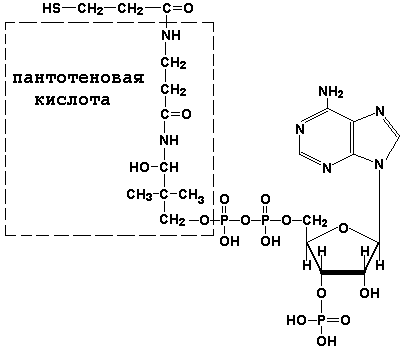 HS—CH₂—CH₂—C=O
NH
CH₂
пантотеновая
кислота
CH₂
C=O
NH
HO—CH
CH₃—C—CH₃
CH₂—O—P—O—P—O—CH₂
O O
OH OH
NH₂
N N
N N
O
H H H H
O OH
HO—P=O
OH